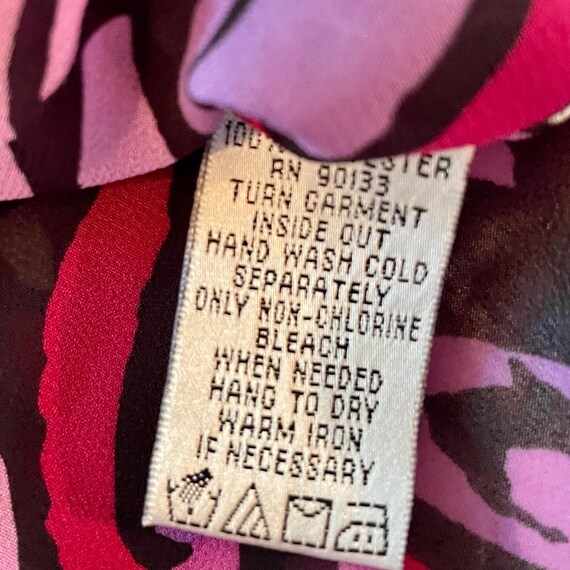 100%
RN 90133
TURN GARMENT
INSIDE OUT
HAND WASH COLD
SEPARATELY
ONLY NON-CHLORINE
BLEACH
WHEN NEEDED
HANG TO DRY
WARM IRON
IF NECESSARY